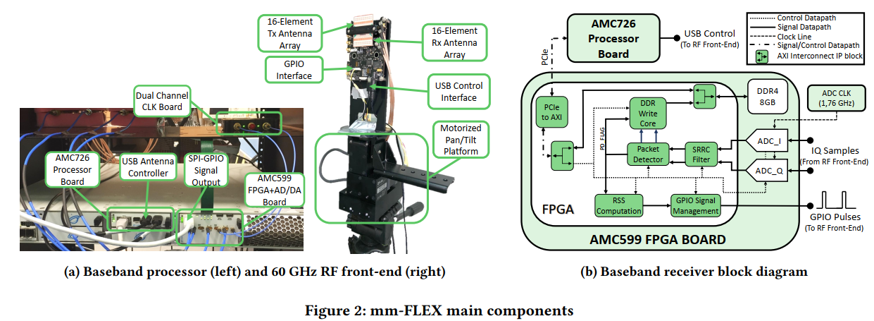 16-Element
Tx Antenna
Array
16-Element
Rx Antenna
Array
GPIO
Interface
USB Control
Interface
Dual Channel
CLK Board
Motorized
Pan/Tilt
Platform
AMC726
Processor
Board
USB Antenna
Controller
SPI-GPIO
Signal
Output
AMC599
FPGA+AD/DA
Board
(a) Baseband processor (left) and 60 GHz RF front-end (right)
AMC726
Processor
Board
USB Control
(To RF Front-End)
Control Datapath
Signal Datapath
Clock Line
Signal/Control Datapath
AXI Interconnect IP block
PCIe
PCIe
to AXI
DDR
Write
Core
DDR4
8GB
ADC CLK
(1,76 GHz)
PD_FLAG
Packet
Detector
SRRC
Filter
ADC_I
ADC_Q
IQ Samples
(From RF Front-End)
RSS
Computation
GPIO Signal
Management
GPIO Pulses
(To RF Front-End)
FPGA
AMC599 FPGA BOARD
(b) Baseband receiver block diagram
Figure 2: mm-FLEX main components